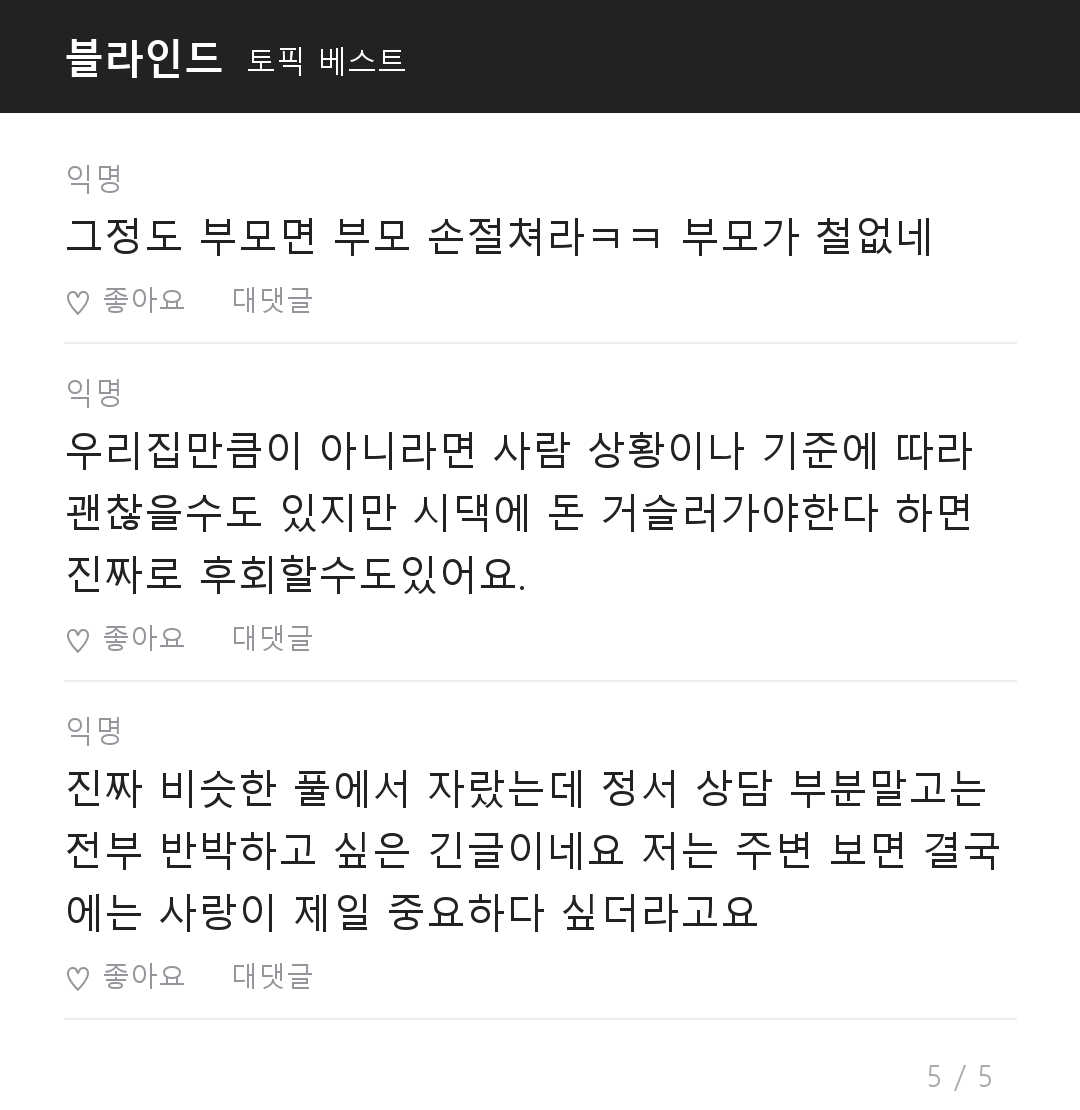 블라인드 토픽 베스트
익명
그정도 부모면 부모 손절쳐라ㅋㅋ 부모가 철없네
♡ 좋아요 대댓글
익명
우리집만큼이 아니라면 사람 상황이나 기준에 따라
괜찮을수도 있지만 시댁에 돈 거슬러가야한다 하면
진짜로 후회할수도있어요.
♡ 좋아요 대댓글
익명
진짜 비슷한 풀에서 자랐는데 정서 상담 부분말고는
전부 반박하고 싶은 긴글이네요 저는 주변 보면 결국
에는 사랑이 제일 중요하다 싶더라고요
♡ 좋아요 대댓글
5 / 5